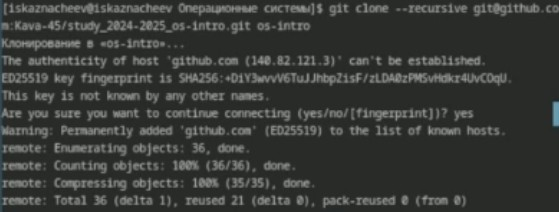 [iskaznacheev@iskaznacheev Операционные системы]$ git clone --recursive git@github.co
m:Kava-45/study_2024-2025_os-intro.git os-intro
Клонирование в «os-intro»...
The authenticity of host 'github.com (140.82.121.3)' can't be established.
ED25519 key fingerprint is SHA256:+DiY3wvvV6TuJJhbpZisF/zLDA0zPMSvHdkr4UvCOqU.
This key is not known by any other names.
Are you sure you want to continue connecting (yes/no/[fingerprint])? yes
Warning: Permanently added 'github.com' (ED25519) to the list of known hosts.
remote: Enumerating objects: 36, done.
remote: Counting objects: 100% (36/36), done.
remote: Compressing objects: 100% (35/35), done.
remote: Total 36 (delta 1), reused 21 (delta 0), pack-reused 0 (from 0)